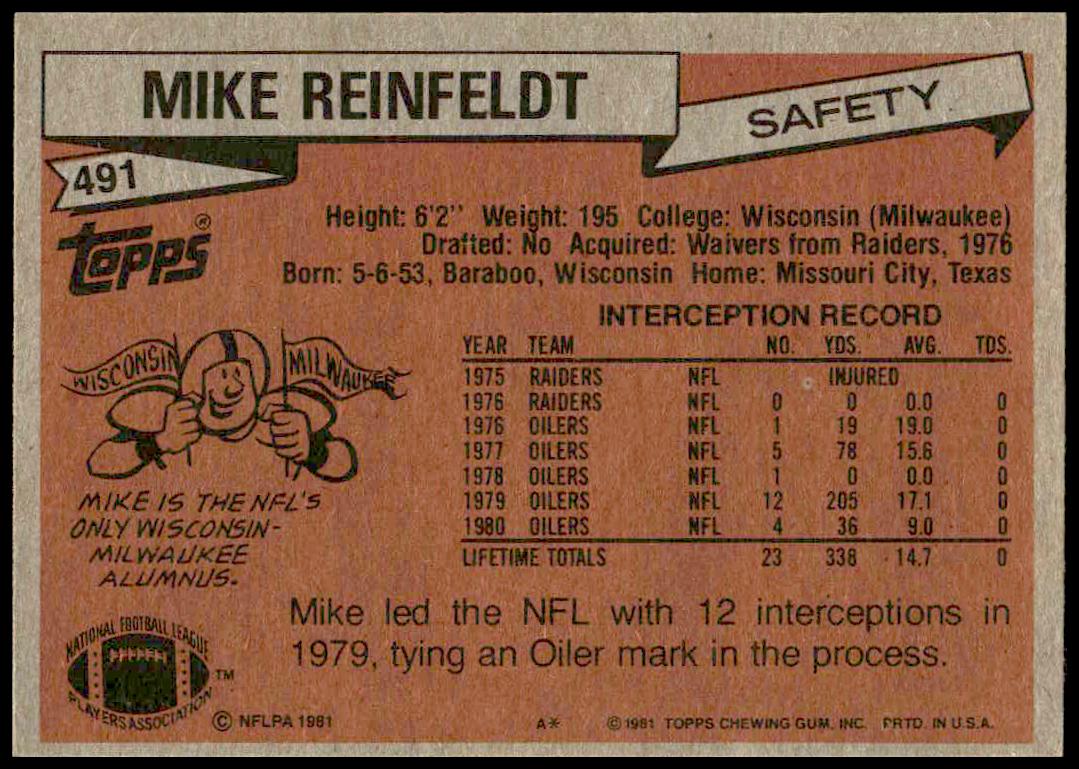 MIKE REINFELDT
SAFETY
491
TOPPS®
Height: 6'2" Weight: 195 College: Wisconsin (Milwaukee)
Drafted: No Acquired: Waivers from Raiders, 1976
Born: 5-6-53, Baraboo, Wisconsin Home: Missouri City, Texas
INTERCEPTION RECORD
YEAR TEAM NO. YDS. AVG. TDS.
1975 RAIDERS NFL INJURED
1976 RAIDERS NFL 0 0 0.0 0
1976 OILERS NFL 1 19 19.0 0
1977 OILERS NFL 5 78 15.6 0
1978 OILERS NFL 1 0 0.0 0
1979 OILERS NFL 12 205 17.1 0
1980 OILERS NFL 4 36 9.0 0
LIFETIME TOTALS 23 338 14.7 0
WISCONSIN MILWAUKEE
MIKE IS THE NFL'S
ONLY WISCONSIN-
MILWAUKEE
ALUMNUS.
Mike led the NFL with 12 interceptions in
1979, tying an Oiler mark in the process.
NATIONAL FOOTBALL LEAGUE
PLAYERS ASSOCIATION
TM
© NFLPA 1981 A* © 1981 TOPPS CHEWING GUM, INC. PRTD. IN U.S.A.